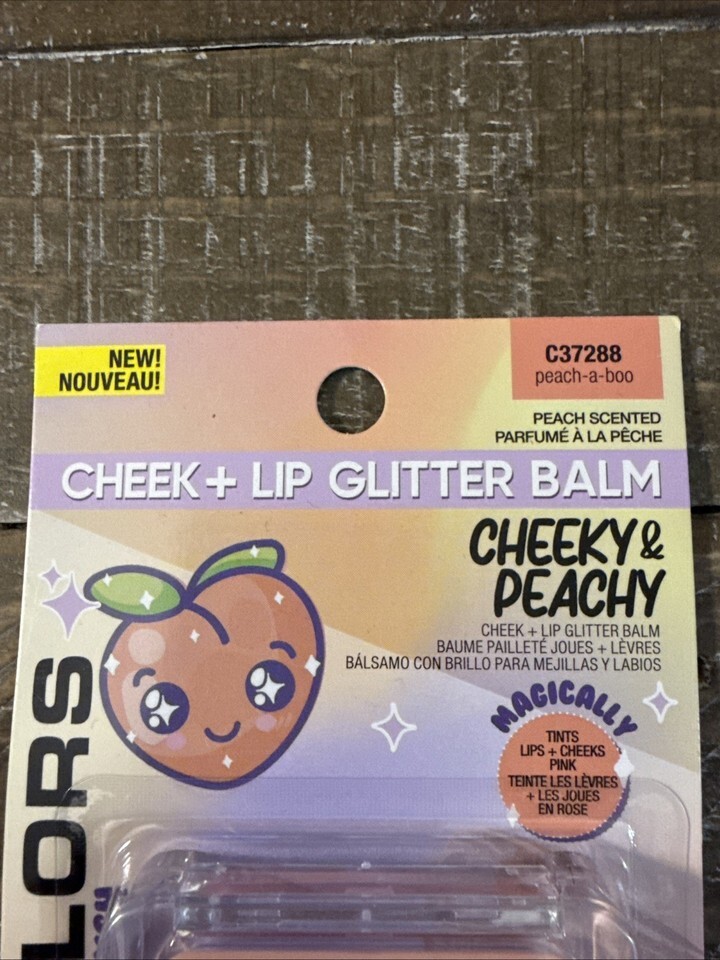 NEW!
NOUVEAU!
C37288
peach-a-boo
PEACH SCENTED
PARFUMÉ À LA PÊCHE
CHEEK + LIP GLITTER BALM
CHEEKY &
PEACHY
CHEEK + LIP GLITTER BALM
BAUME PAILLETÉ JOUES + LÈVRES
BÁLSAMO CON BRILLO PARA MEJILLAS Y LABIOS
MAGICALLY
TINTS
LIPS + CHEEKS
PINK
TEINTE LES LÈVRES
+ LES JOUES
EN ROSE
LORS